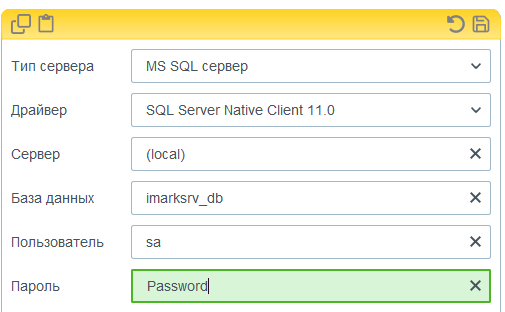 Тип сервера MS SQL сервер
Драйвер SQL Server Native Client 11.0
Сервер (local)
База данных imarksrv_db
Пользователь sa
Пароль Password